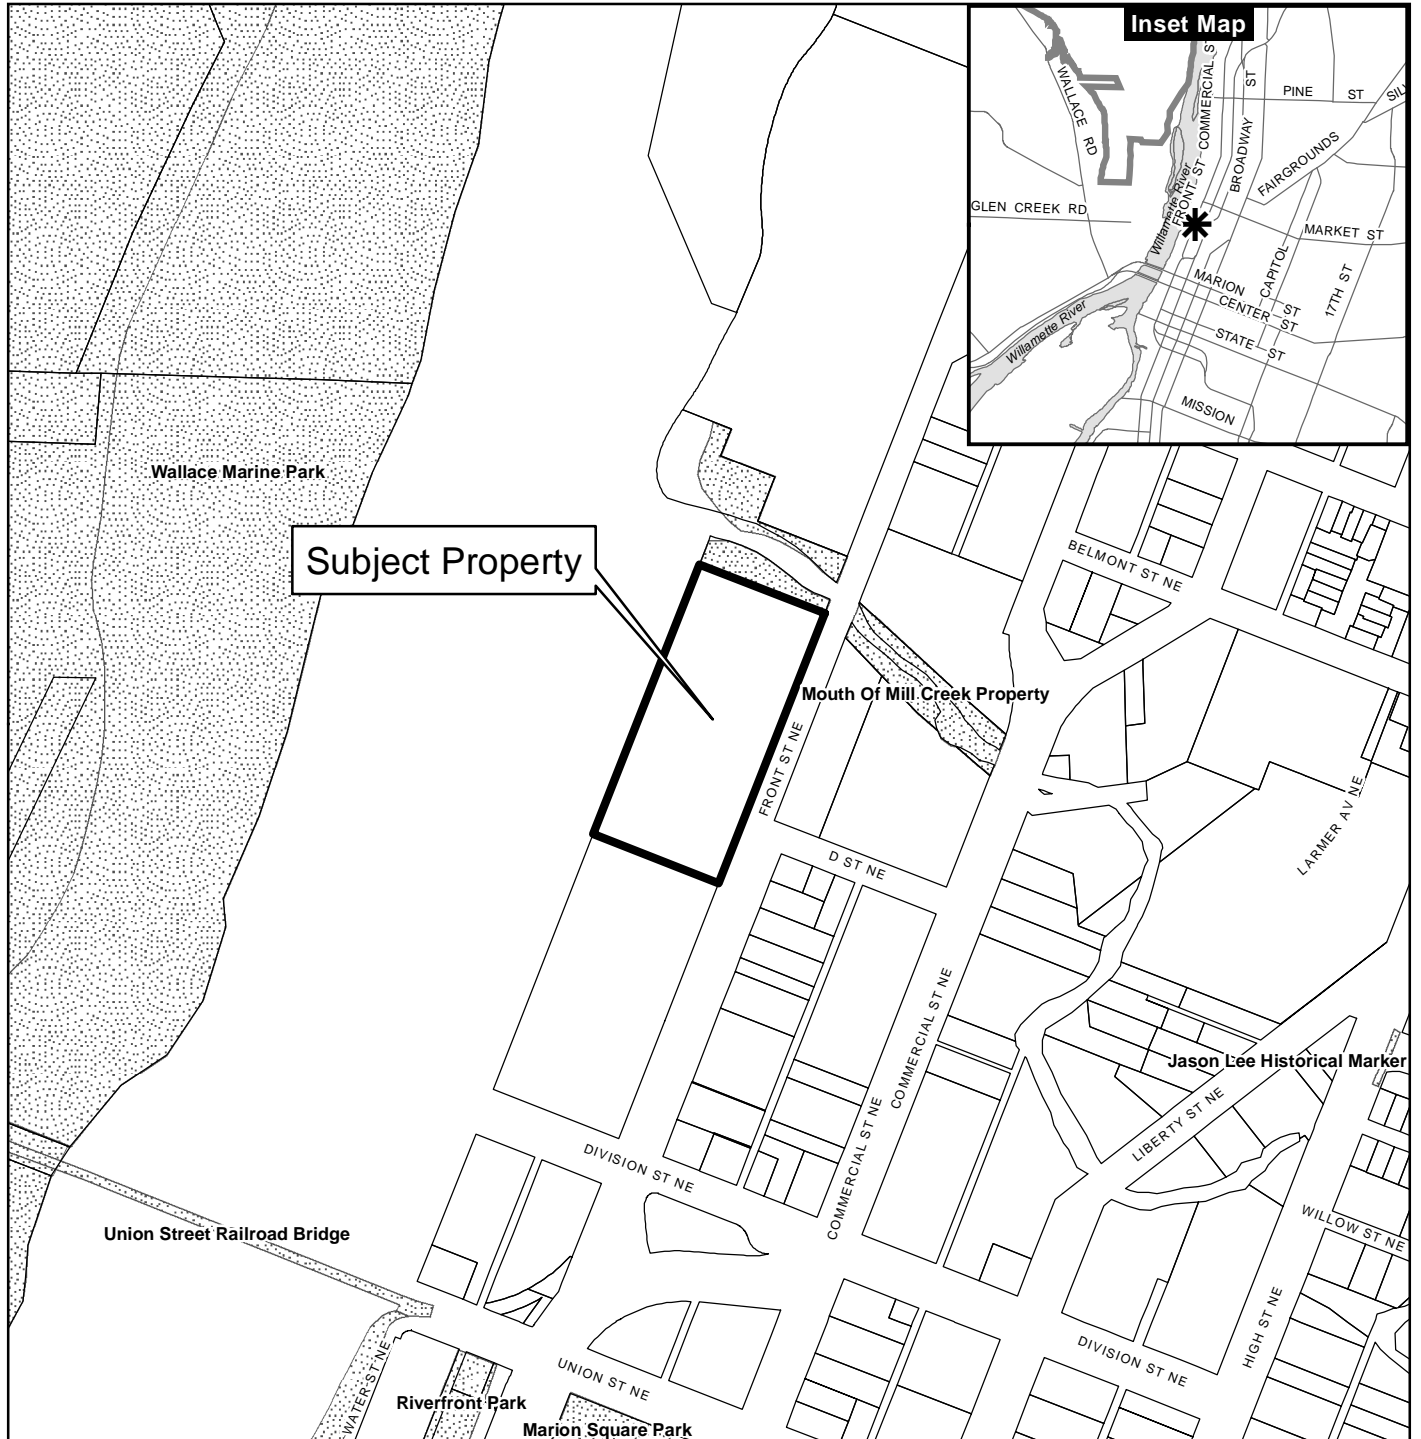 Inset Map
WALLACE RD
PINE ST
SIL
FRONT ST
COMMERCIAL S
BROADWAY ST
FAIRGROUNDS
Willamette River
GLEN CREEK RD
MARKET ST
CAPITOL
17TH ST
MARION ST
CENTER ST
STATE ST
Willamette River
MISSION
Wallace Marine Park
Subject Property
BELMONT ST NE
Mouth Of Mill Creek Property
FRONT ST NE
LARMER AV NE
D ST NE
COMMERCIAL ST NE
Jason Lee Historical Marker
LIBERTY ST NE
COMMERCIAL ST NE
DIVISION ST NE
WILLOW ST NE
Union Street Railroad Bridge
HIGH ST NE
DIVISION ST NE
UNION ST NE
WATER ST NE
Riverfront Park
Marion Square Park